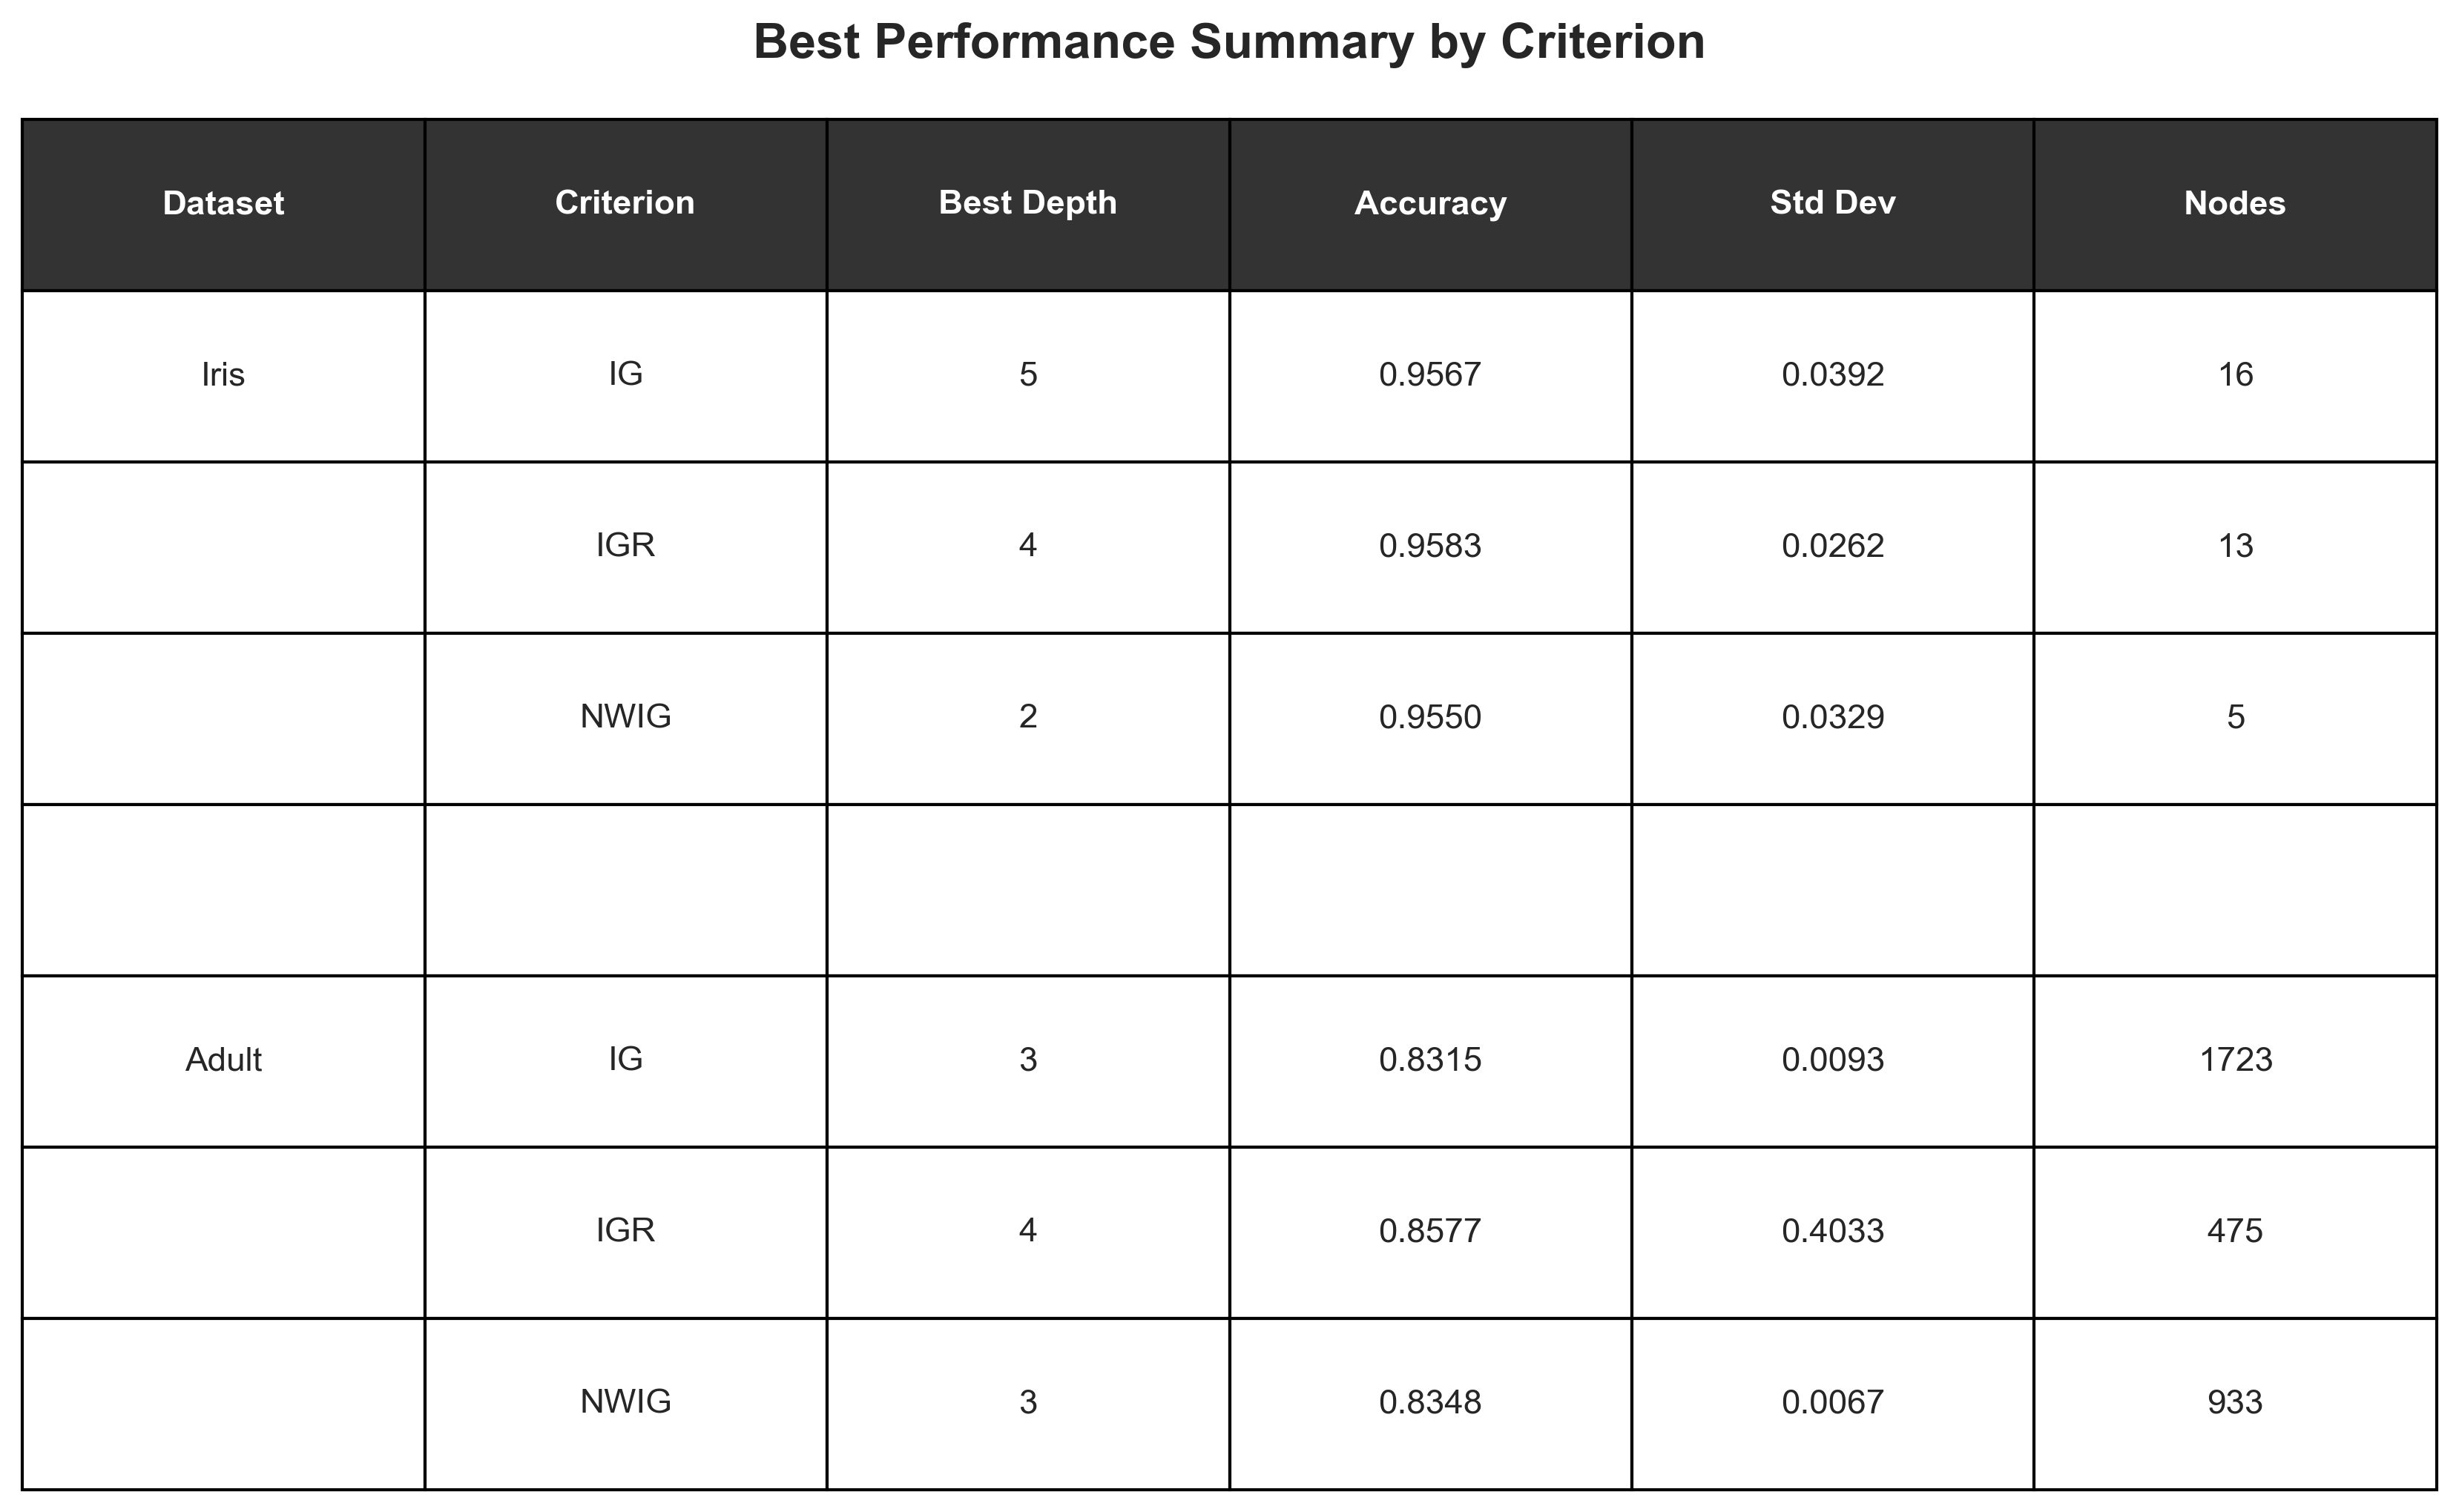 Best Performance Summary by Criterion
Dataset Criterion Best Depth Accuracy Std Dev Nodes
Iris IG 5 0.9567 0.0392 16
IGR 4 0.9583 0.0262 13
NWIG 2 0.9550 0.0329 5
Adult IG 3 0.8315 0.0093 1723
IGR 4 0.8577 0.4033 475
NWIG 3 0.8348 0.0067 933